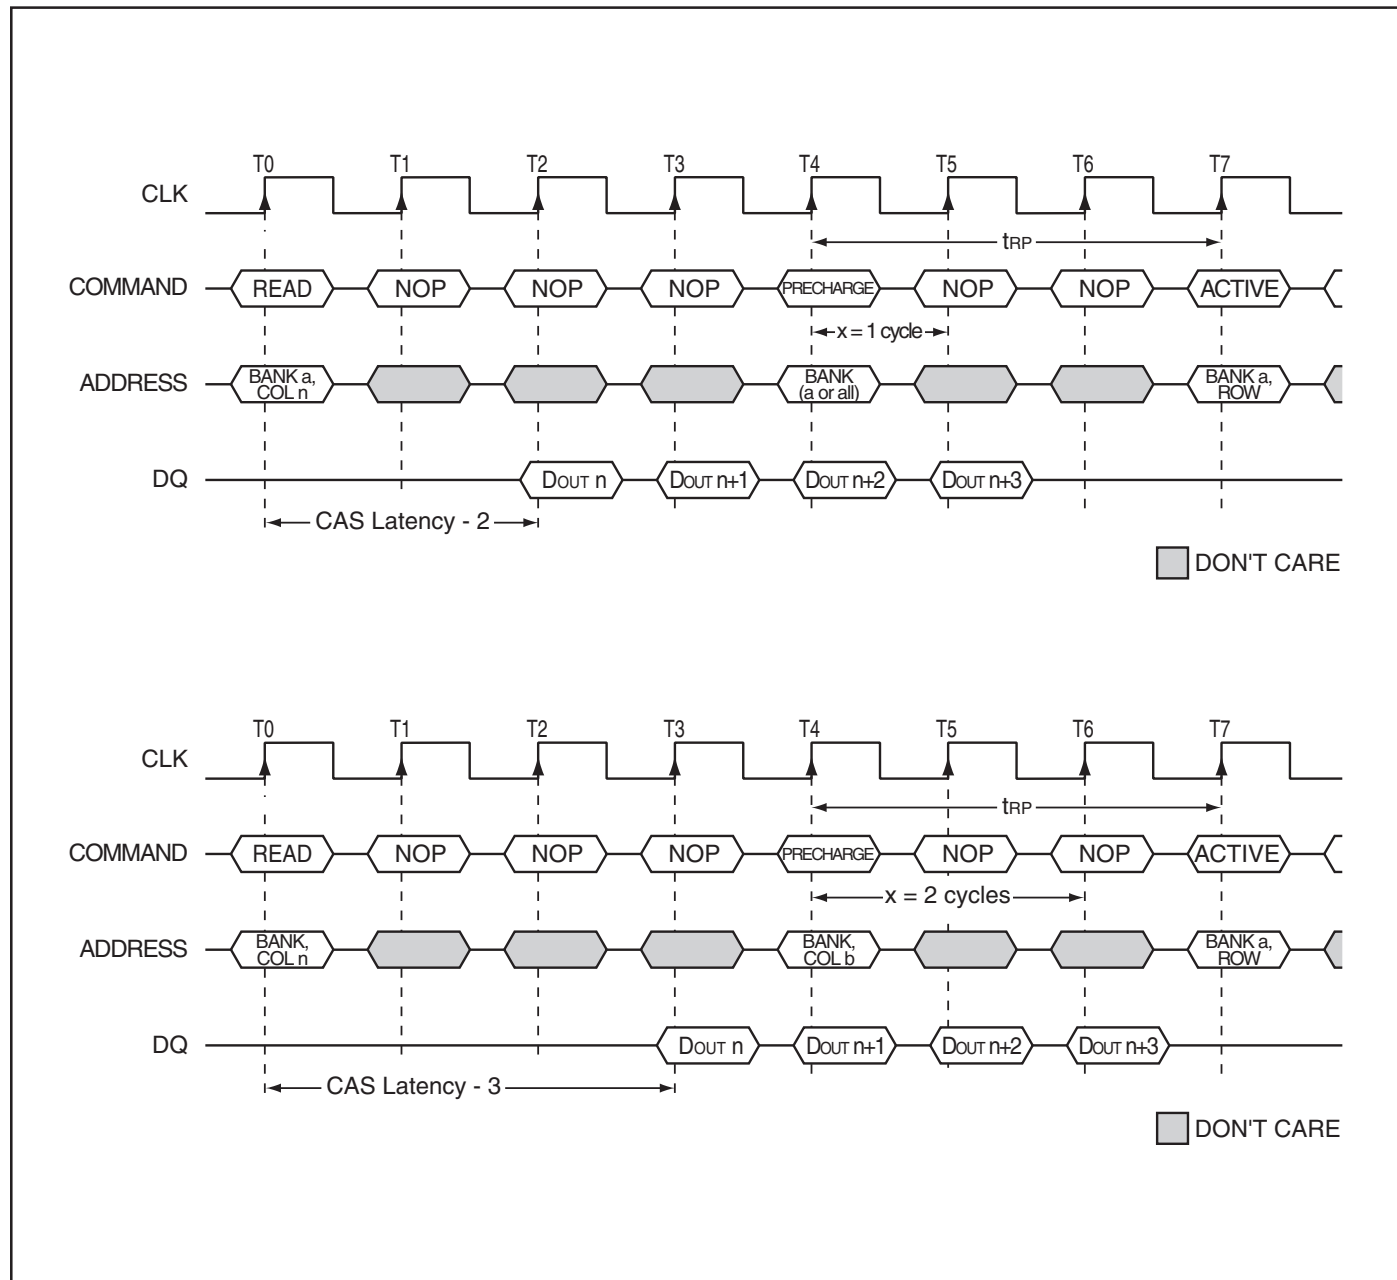 T0 T1 T2 T3 T4 T5 T6 T7
CLK
tRP
COMMAND READ NOP NOP NOP PRECHARGE NOP NOP ACTIVE
x = 1 cycle
ADDRESS BANK a, COL n BANK (a or all) BANK a, ROW
DQ DOUT n DOUT n+1 DOUT n+2 DOUT n+3
CAS Latency - 2
DON'T CARE
T0 T1 T2 T3 T4 T5 T6 T7
CLK
tRP
COMMAND READ NOP NOP NOP PRECHARGE NOP NOP ACTIVE
x = 2 cycles
ADDRESS BANK, COL n BANK, COL b BANK a, ROW
DQ DOUT n DOUT n+1 DOUT n+2 DOUT n+3
CAS Latency - 3
DON'T CARE